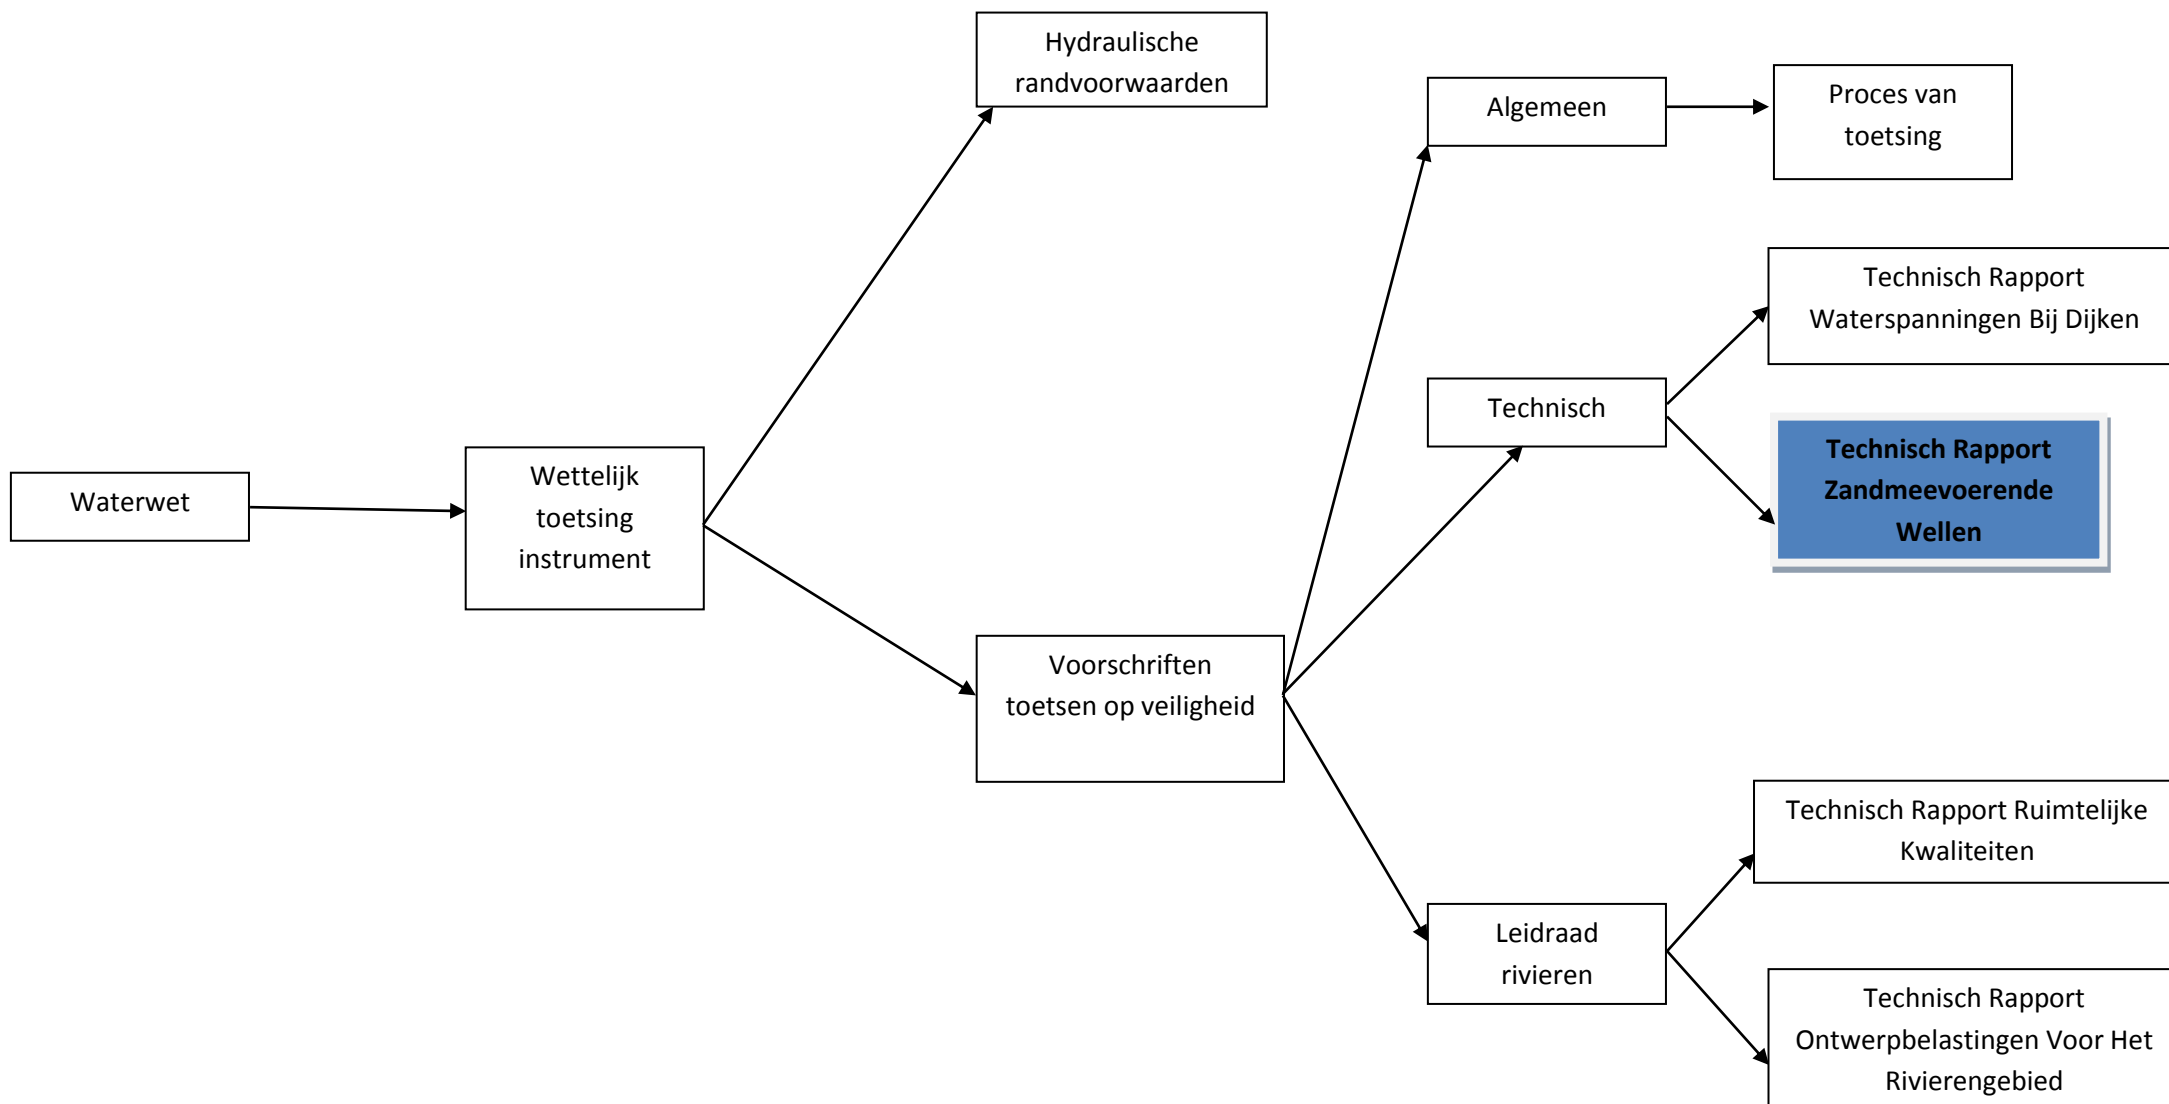 Hydraulische
randvoorwaarden
Algemeen
Proces van
toetsing
Technisch Rapport
Waterspanningen Bij Dijken
Technisch
Technisch Rapport
Zandmeevoerende
Wellen
Waterwet
Wettelijk
toetsing
instrument
Voorschriften
toetsen op veiligheid
Technisch Rapport Ruimtelijke
Kwaliteiten
Leidraad
rivieren
Technisch Rapport
Ontwerpbelastingen Voor Het
Rivierengebied